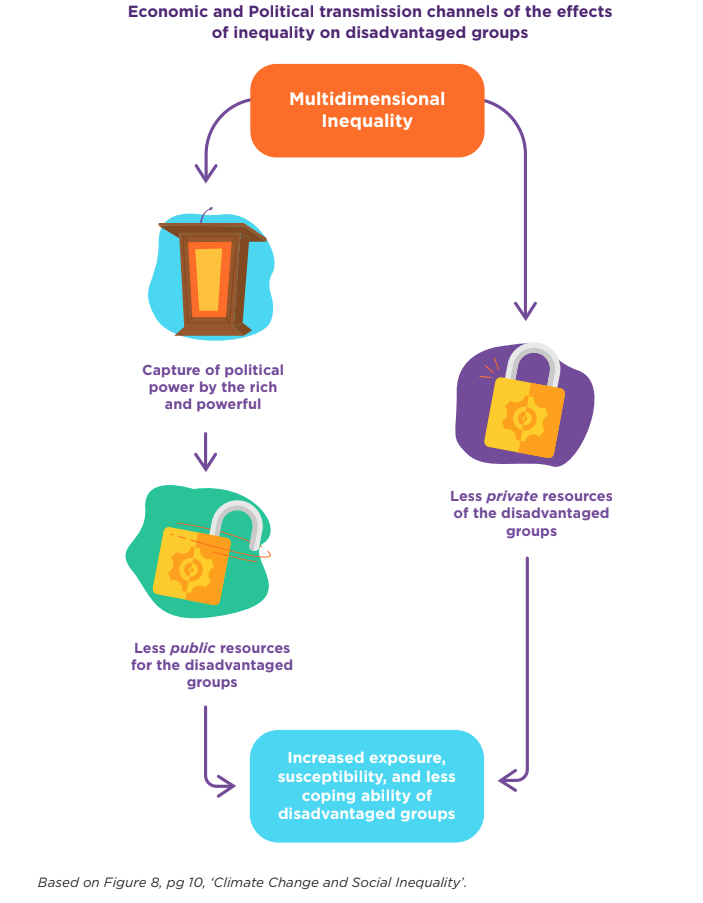 Economic and Political transmission channels of the effects
of inequality on disadvantaged groups
Multidimensional
Inequality
Capture of political
power by the rich
and powerful
Less private resources
of the disadvantaged
groups
Less public resources
for the disadvantaged
groups
Increased exposure,
susceptibility, and less
coping ability of
disadvantaged groups
Based on Figure 8, pg 10, ‘Climate Change and Social Inequality’.